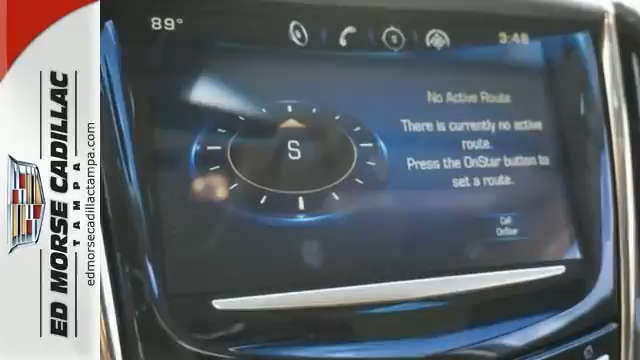 89°
3:48
No Active Route
There is currently no active
route.
Press the OnStar button to
set a route.
S
Call
OnStar
ED MORSE CADILLAC
TAMPA
edmorsecadillactampa.com